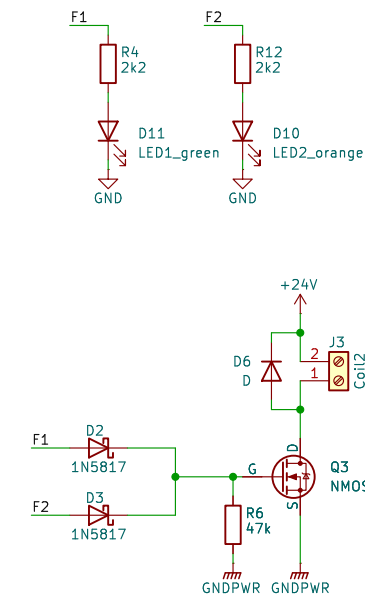 F1
F2
R4
2k2
R12
2k2
D11
LED1_green
D10
LED2_orange
GND
GND
+24V
J3
2
1
Coil2
D6
D
F1
D2
1N5817
F2
D3
1N5817
G
D
S
Q3
NMOS
R6
47k
GNDPWR
GNDPWR